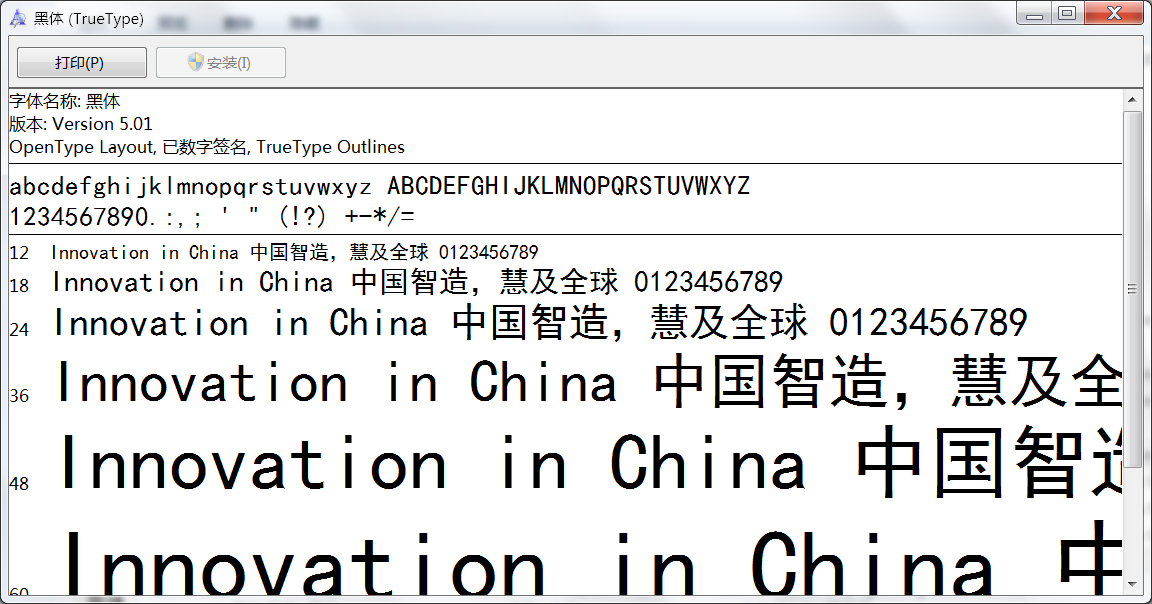 黑体 (TrueType)
打印(P) 安装(I)
字体名称: 黑体
版本: Version 5.01
OpenType Layout, 已数字签名, TrueType Outlines
abcdefghijklmnopqrstuvwxyz ABCDEFGHIJKLMNOPQRSTUVWXYZ
1234567890.:,; ' " (!?) +-*/=
12 Innovation in China 中国智造，慧及全球 0123456789
18 Innovation in China 中国智造，慧及全球 0123456789
24 Innovation in China 中国智造，慧及全球 0123456789
36 Innovation in China 中国智造，慧及全
48 Innovation in China 中国智造
60 Innovation in China 中